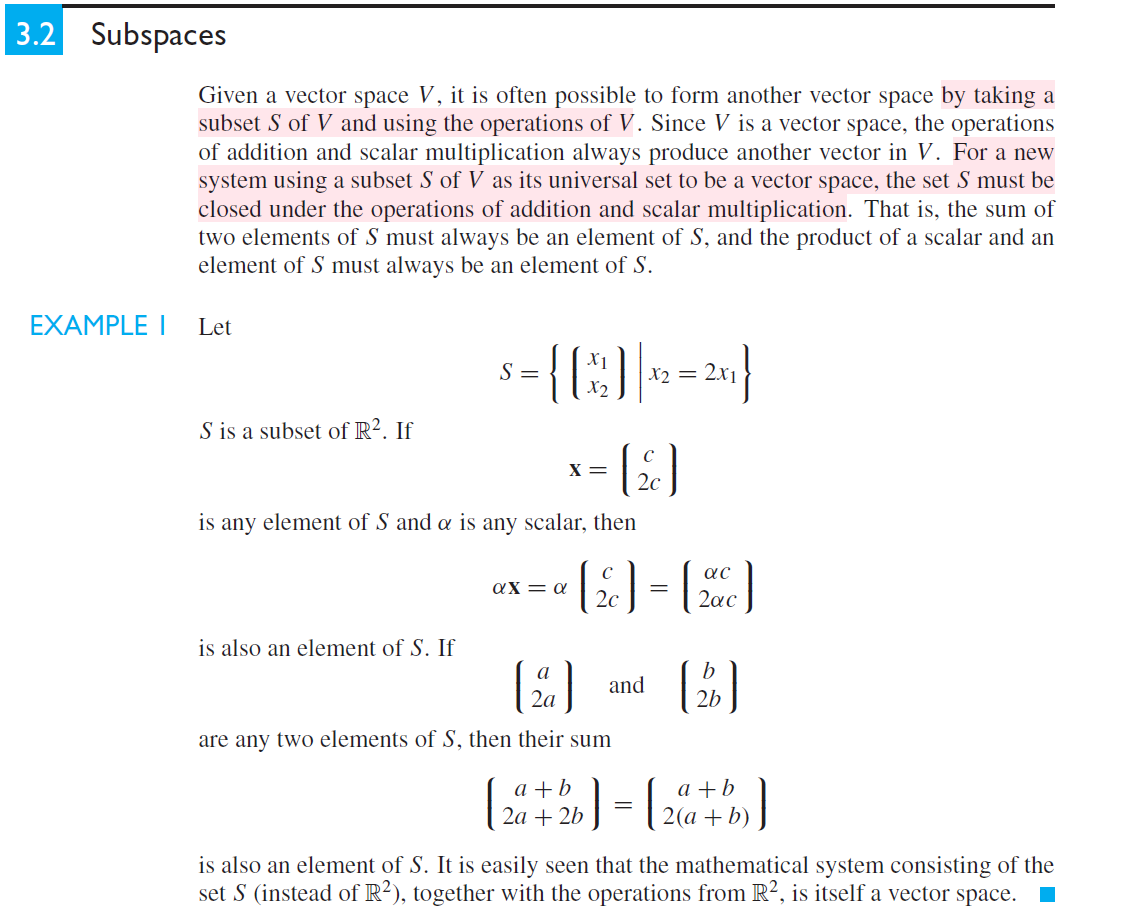 3.2 Subspaces
Given a vector space V, it is often possible to form another vector space by taking a
subset S of V and using the operations of V. Since V is a vector space, the operations
of addition and scalar multiplication always produce another vector in V. For a new
system using a subset S of V as its universal set to be a vector space, the set S must be
closed under the operations of addition and scalar multiplication. That is, the sum of
two elements of S must always be an element of S, and the product of a scalar and an
element of S must always be an element of S.
EXAMPLE 1 Let
S = { ( x₁ x₂ ) | x₂ = 2x₁ }
S is a subset of ℝ². If
x = ( c 2c )
is any element of S and α is any scalar, then
αx = α ( c 2c ) = ( αc 2αc )
is also an element of S. If
( a 2a ) and ( b 2b )
are any two elements of S, then their sum
( a + b 2a + 2b ) = ( a + b 2(a + b) )
is also an element of S. It is easily seen that the mathematical system consisting of the
set S (instead of ℝ²), together with the operations from ℝ², is itself a vector space.